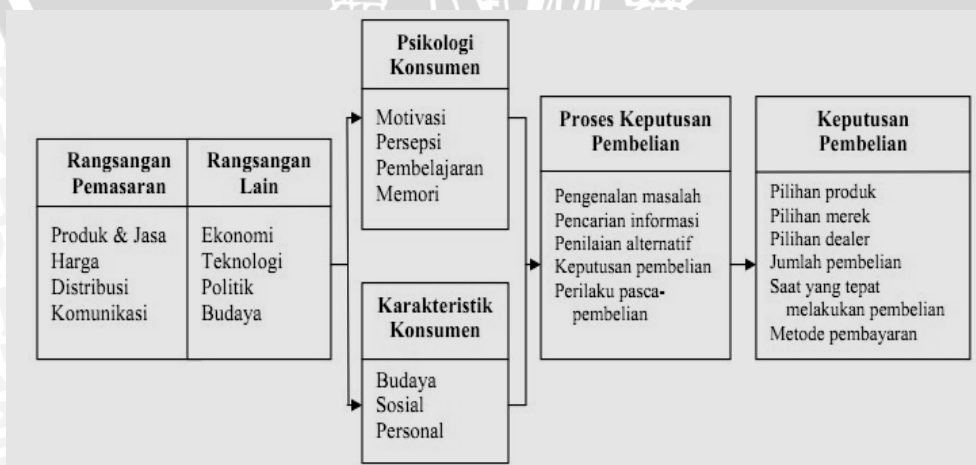 Rangsangan
Pemasaran
Produk & Jasa
Harga
Distribusi
Komunikasi
Rangsangan
Lain
Ekonomi
Teknologi
Politik
Budaya
Psikologi
Konsumen
Motivasi
Persepsi
Pembelajaran
Memori
Karakteristik
Konsumen
Budaya
Sosial
Personal
Proses Keputusan
Pembelian
Pengenalan masalah
Pencarian informasi
Penilaian alternatif
Keputusan pembelian
Perilaku pasca-
pembelian
Keputusan
Pembelian
Pilihan produk
Pilihan merek
Pilihan dealer
Jumlah pembelian
Saat yang tepat
melakukan pembelian
Metode pembayaran